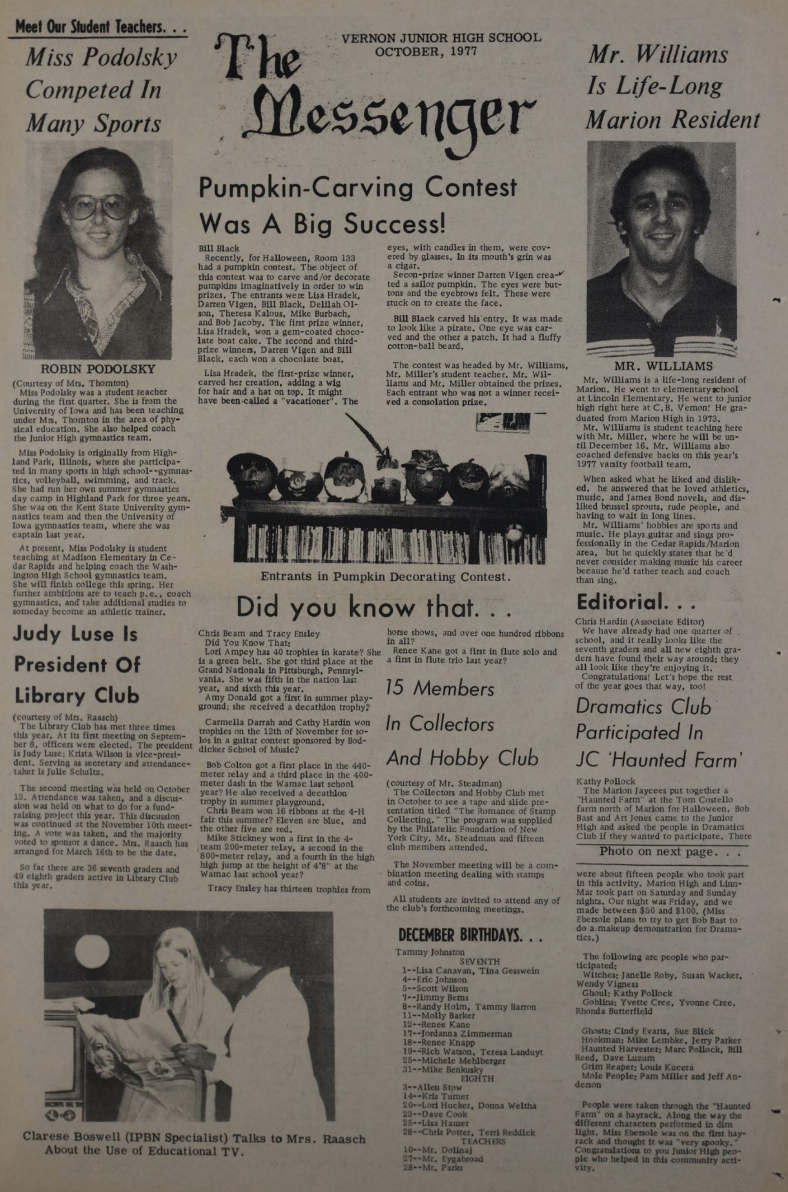 Meet Our Student Teachers. . .
Miss Podolsky
Competed In
Many Sports
ROBIN PODOLSKY
(Courtesy of Mrs. Thornton)
Miss Podolsky was a student teacher
during the first quarter. She is from the
University of Iowa and has been teaching
under Mrs. Thornton in the area of phy-
sical education. She also helped coach
the Junior High gymnastics team.
Miss Podolsky is originally from High-
land Park, Illinois, where she participa-
ted in many sports in high school--gymnas-
tics, volleyball, swimming, and track.
She had run her own summer gymnastics
day camp in Highland Park for three years.
She was on the Kent State University gym-
nastics team and then the University of
Iowa gymnastics team, where she was
captain last year.
At present, Miss Podolsky is student
teaching at Madison Elementary in Ce-
dar Rapids and helping coach the Wash-
ington High School gymnastics team.
She will finish college this spring. Her
further ambitions are to teach p.e., coach
gymnastics, and take additional studies to
someday become an athletic trainer.
Judy Luse Is
President Of
Library Club
(courtesy of Mrs. Raasch)
The Library Club has met three times
this year. At its first meeting on Septem-
ber 8, officers were elected. The president
is Judy Luse; Krista Wilson is vice-presi-
dent. Serving as secretary and attendance-
taker is Julie Schultz.
The second meeting was held on October
13. Attendance was taken, and a discus-
sion was held on what to do for a fund-
raising project this year. This discussion
was continued at the November 10th meet-
ing. A vote was taken, and the majority
voted to sponsor a dance. Mrs. Raasch has
arranged for March 16th to be the date.
So far there are 36 seventh graders and
49 eighth graders active in Library Club
this year.
VERNON JUNIOR HIGH SCHOOL
OCTOBER, 1977
The
Messenger
Pumpkin-Carving Contest
Was A Big Success!
Bill Black
Recently, for Halloween, Room 133
had a pumpkin contest. The object of
this contest was to carve and/or decorate
pumpkins imaginatively in order to win
prizes. The entrants were Lisa Hradek,
Darren Vigen, Bill Black, Delilah Ol-
son, Theresa Kalous, Mike Burbach,
and Bob Jacoby. The first prize winner,
Lisa Hradek, won a gem-coated choco-
late boat cake. The second and third-
prize winners, Darren Vigen and Bill
Black, each won a chocolate boat.
Lisa Hradek, the first-prize winner,
carved her creation, adding a wig
for hair and a hat on top. It might
have been called a "vacationer". The
eyes, with candles in them, were cov-
ered by glasses. In its mouth's grin was
a cigar.
Secon-prize winner Darren Vigen crea-
ted a sailor pumpkin. The eyes were but-
tons and the eyebrows felt. These were
stuck on to create the face.
Bill Black carved his entry. It was made
to look like a pirate. One eye was car-
ved and the other a patch. It had a fluffy
cotton-ball beard.
The contest was headed by Mr. Williams,
Mr. Miller's student teacher. Mr. Wil-
liams and Mr. Miller obtained the prizes.
Each entrant who was not a winner recei-
ved a consolation prize.
Entrants in Pumpkin Decorating Contest.
Did you know that. . .
Chris Beam and Tracy Ensley
Did You Know That:
Lori Ampey has 40 trophies in karate? She
is a green belt. She got third place at the
Grand Nationals in Pittsburgh, Pennsyl-
vania. She was fifth in the nation last
year, and sixth this year.
Amy Donald got a first in summer play-
ground; she received a decathlon trophy?
Carmella Darrah and Cathy Hardin won
trophies on the 12th of November for so-
los in a guitar contest sponsored by Bod-
dicker School of Music?
Bob Colton got a first place in the 440-
meter relay and a third place in the 400-
meter dash in the Wamac last school
year? He also received a decathlon
trophy in summer playground.
Chris Beam won 16 ribbons at the 4-H
fair this summer? Eleven are blue, and
the other five are red.
Mike Stickney won a first in the 4-
team 200-meter relay, a second in the
800-meter relay, and a fourth in the high
high jump at the height of 4'8" at the
Wamac last school year?
Tracy Ensley has thirteen trophies from
horse shows, and over one hundred ribbons
in all?
Renee Kane got a first in flute solo and
a first in flute trio last year?
15 Members
In Collectors
And Hobby Club
(courtesy of Mr. Steadman)
The Collectors and Hobby Club met
in October to see a tape and slide pre-
sentation titled "The Romance of Stamp
Collecting." The program was supplied
by the Philatelic Foundation of New
York City. Mr. Steadman and fifteen
club members attended.
The November meeting will be a com-
bination meeting dealing with stamps
and coins.
All students are invited to attend any of
the club's forthcoming meetings.
DECEMBER BIRTHDAYS. . .
Tammy Johnston
SEVENTH
1--Lisa Canavan, Tina Gesswein
4--Eric Johnson
5--Scott Wilson
7--Jimmy Bems
8--Randy Holm, Tammy Barron
11--Molly Barker
12--Renee Kane
17--Jordanna Zimmerman
18--Renee Knapp
19--Rich Watson, Teresa Landuyt
25--Michele Mehlberger
31--Mike Benkusky
EIGHTH
3--Allen Stow
14--Kris Turner
20--Lori Hucker, Donna Weltha
23--Dave Cook
25--Lisa Hauser
28--Chris Potter, Terri Reddick
TEACHERS
10--Mr. Dolinaj
27--Mr. Eygabroad
28--Mr. Parks
Clarese Boswell (IPBN Specialist) Talks to Mrs. Raasch
About the Use of Educational TV.
Mr. Williams
Is Life-Long
Marion Resident
MR. WILLIAMS
Mr. Williams is a life-long resident of
Marion. He went to elementary school
at Lincoln Elementary. He went to junior
high right here at C.B. Vernon! He gra-
duated from Marion High in 1973.
Mr. Williams is student teaching here
with Mr. Miller, where he will be un-
til December 16. Mr. Williams also
coached defensive backs on this year's
1977 varsity football team.
When asked what he liked and dislik-
ed, he answered that he loved athletics,
music, and James Bond novels, and dis-
liked brussel sprouts, rude people, and
having to wait in long lines.
Mr. Williams' hobbies are sports and
music. He plays guitar and sings pro-
fessionally in the Cedar Rapids/Marion
area, but he quickly states that he'd
never consider making music his career
because he'd rather teach and coach
than sing.
Editorial. . .
Chris Hardin (Associate Editor)
We have already had one quarter of
school, and it really looks like the
seventh graders and all new eighth gra-
ders have found their way around; they
all look like they're enjoying it.
Congratulations! Let's hope the rest
of the year goes that way, too!
Dramatics Club
Participated In
JC 'Haunted Farm'
Kathy Pollock
The Marion Jaycees put together a
"Haunted Farm" at the Tom Costello
farm north of Marion for Halloween. Bob
Bast and Art Jones came to the Junior
High and asked the people in Dramatics
Club if they wanted to participate. There
Photo on next page. . .
were about fifteen people who took part
in this activity. Marion High and Linn-
Mar took part on Saturday and Sunday
nights. Our night was Friday, and we
made between $50 and $100. (Miss
Ebersole plans to try to get Bob Bast to
do a makeup demonstration for Drama-
tics.)
The following are people who par-
ticipated:
Witches: Janelle Roby, Susan Wacker,
Wendy Vigness
Ghoul: Kathy Pollock
Goblins: Yvette Cree, Yvonne Cree,
Rhonda Butterfield
Ghosts: Cindy Evarts, Sue Blick
Hookman: Mike Lembke, Jerry Parker
Haunted Harvester: Marc Pollock, Bill
Reed, Dave Luzum
Grim Reaper: Louis Kucera
Mole People: Pam Miller and Jeff An-
derson
People were taken through the "Haunted
Farm" on a hayrack. Along the way the
different characters performed in dim
light. Miss Ebersole was on the first hay-
rack and thought it was "very spooky."
Congratulations to you Junior High peo-
ple who helped in this community acti-
vity.